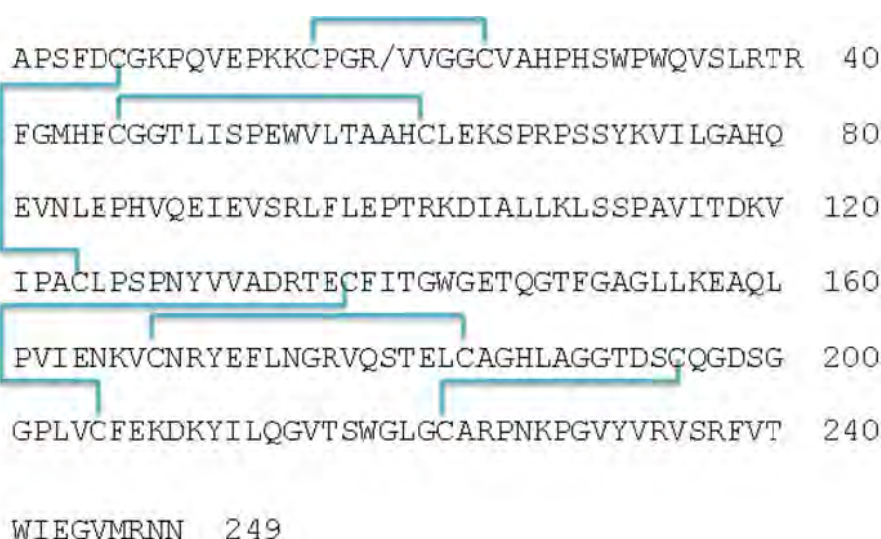 APSFDCGKPQVEPKKCPGR/VVGGCVAHPHSWPWQVSLRTR 40
FGMHFCGGTLISPEWVLTAAHCLEKSPRPSSYKVILGAHQ 80
EVNLEPHVQEIEVSRLFLEPTRKDIALLKLSSPAVITDKV 120
IPACLPSPNYVVADRTECFITGWGETQGTFGAGLLKEAQL 160
PVIENKVCNRYEFLNGRVQSTELCAGHLAGGTDSCQGDSG 200
GPLVCFEKDKYILQGVTSWGLGCARPNKPGVYVRVSRFVT 240
WIEGVMRNN 249